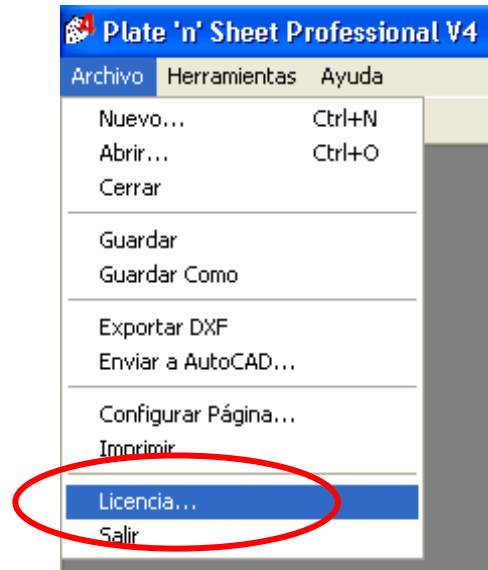 Plate 'n' Sheet Professional V4
Archivo Herramientas Ayuda
Nuevo... Ctrl+N
Abrir... Ctrl+O
Cerrar
Guardar
Guardar Como
Exportar DXF
Enviar a AutoCAD...
Configurar Página...
Imprimir
Licencia...
Salir